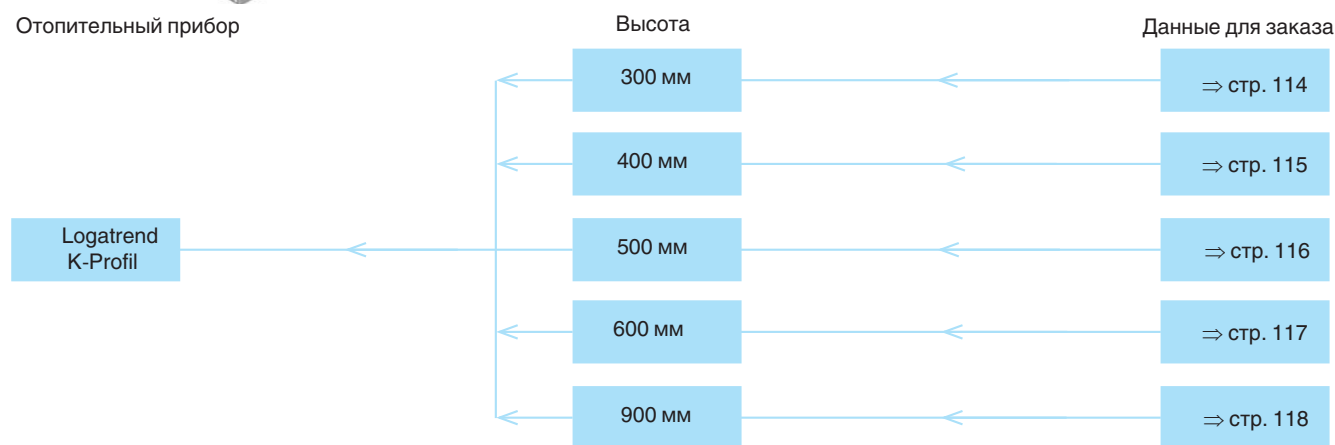 Отопительный прибор
Высота
Данные для заказа
300 мм
⇒ стр. 114
400 мм
⇒ стр. 115
Logatrend
K-Profil
500 мм
⇒ стр. 116
600 мм
⇒ стр. 117
900 мм
⇒ стр. 118